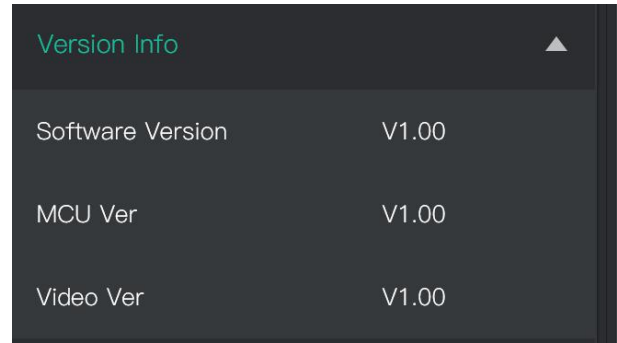 Version Info
Software Version V1.00
MCU Ver V1.00
Video Ver V1.00